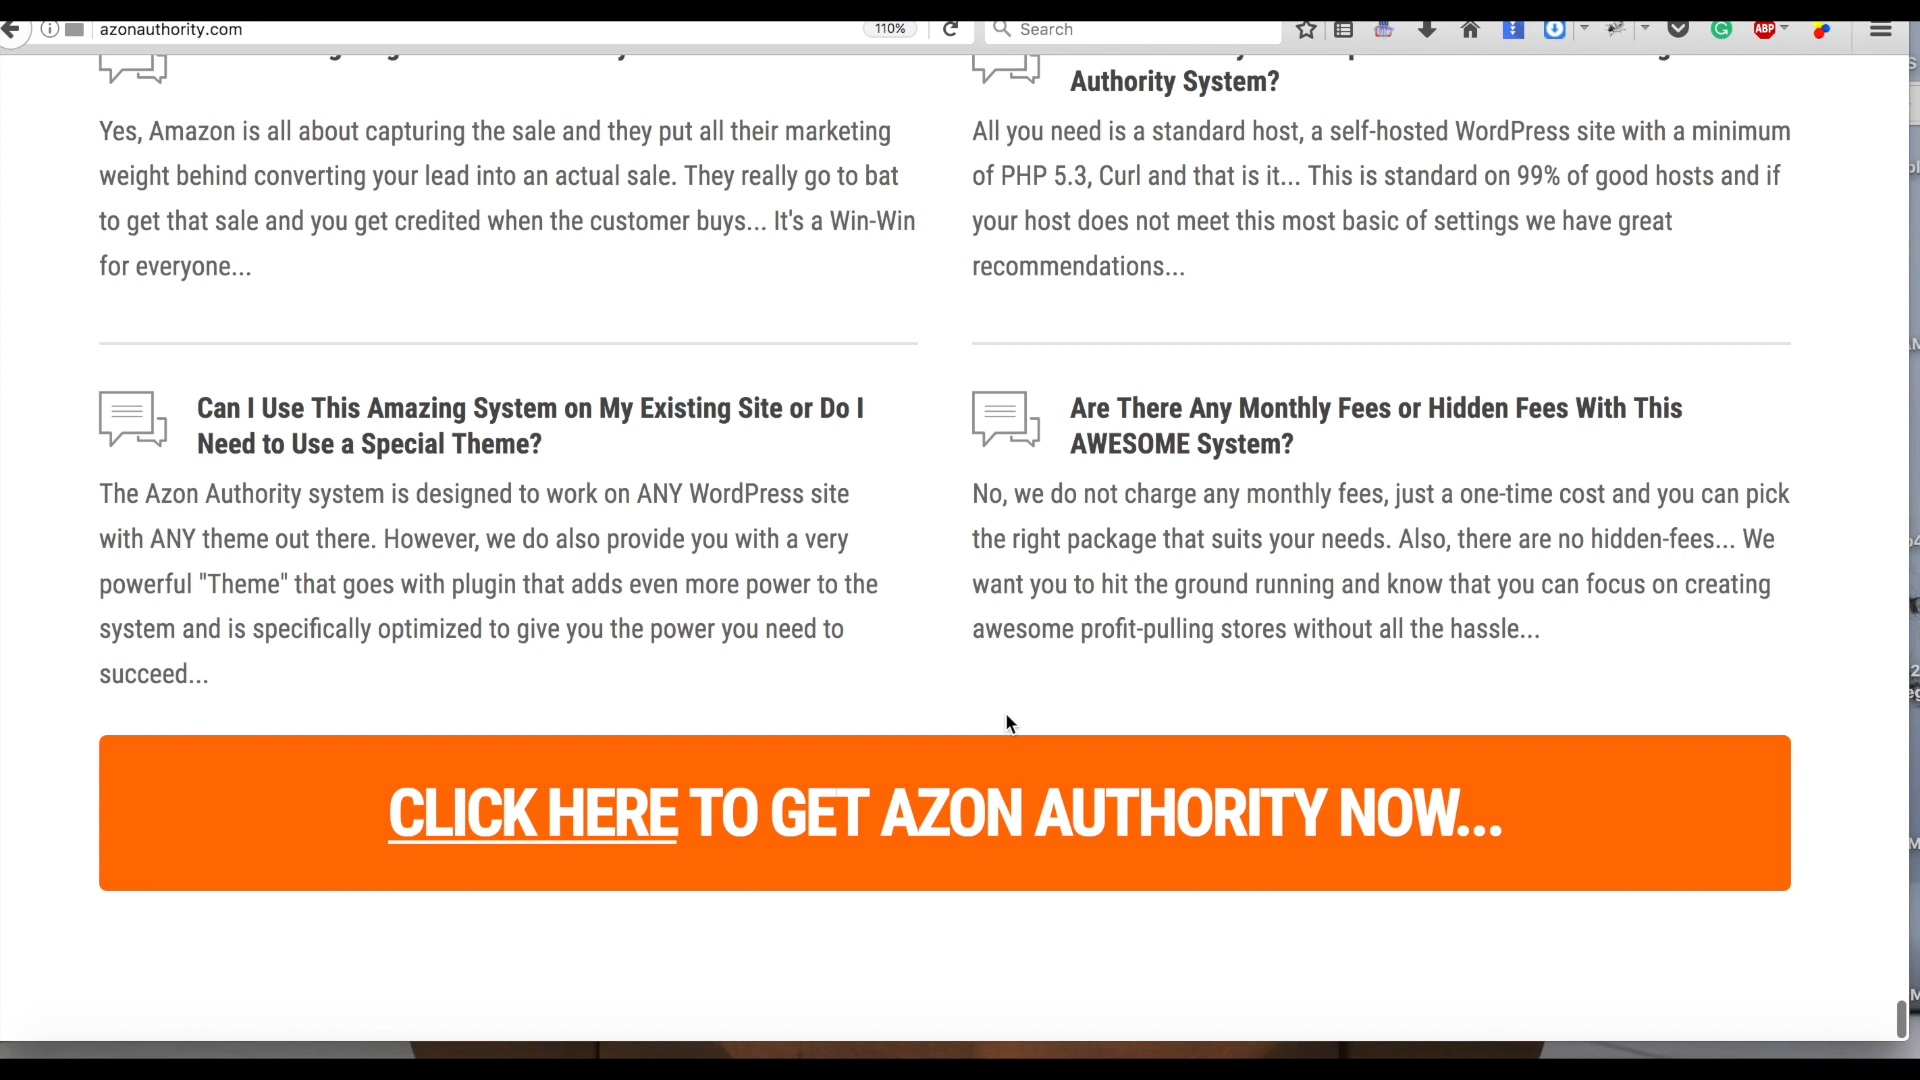 azonauthority.com
110%
Search
ABP
Authority System?
Yes, Amazon is all about capturing the sale and they put all their marketing
weight behind converting your lead into an actual sale. They really go to bat
to get that sale and you get credited when the customer buys... It's a Win-Win
for everyone...
All you need is a standard host, a self-hosted WordPress site with a minimum
of PHP 5.3, Curl and that is it... This is standard on 99% of good hosts and if
your host does not meet this most basic of settings we have great
recommendations...
Can I Use This Amazing System on My Existing Site or Do I
Need to Use a Special Theme?
The Azon Authority system is designed to work on ANY WordPress site
with ANY theme out there. However, we do also provide you with a very
powerful "Theme" that goes with plugin that adds even more power to the
system and is specifically optimized to give you the power you need to
succeed...
Are There Any Monthly Fees or Hidden Fees With This
AWESOME System?
No, we do not charge any monthly fees, just a one-time cost and you can pick
the right package that suits your needs. Also, there are no hidden-fees... We
want you to hit the ground running and know that you can focus on creating
awesome profit-pulling stores without all the hassle...
CLICK HERE TO GET AZON AUTHORITY NOW...